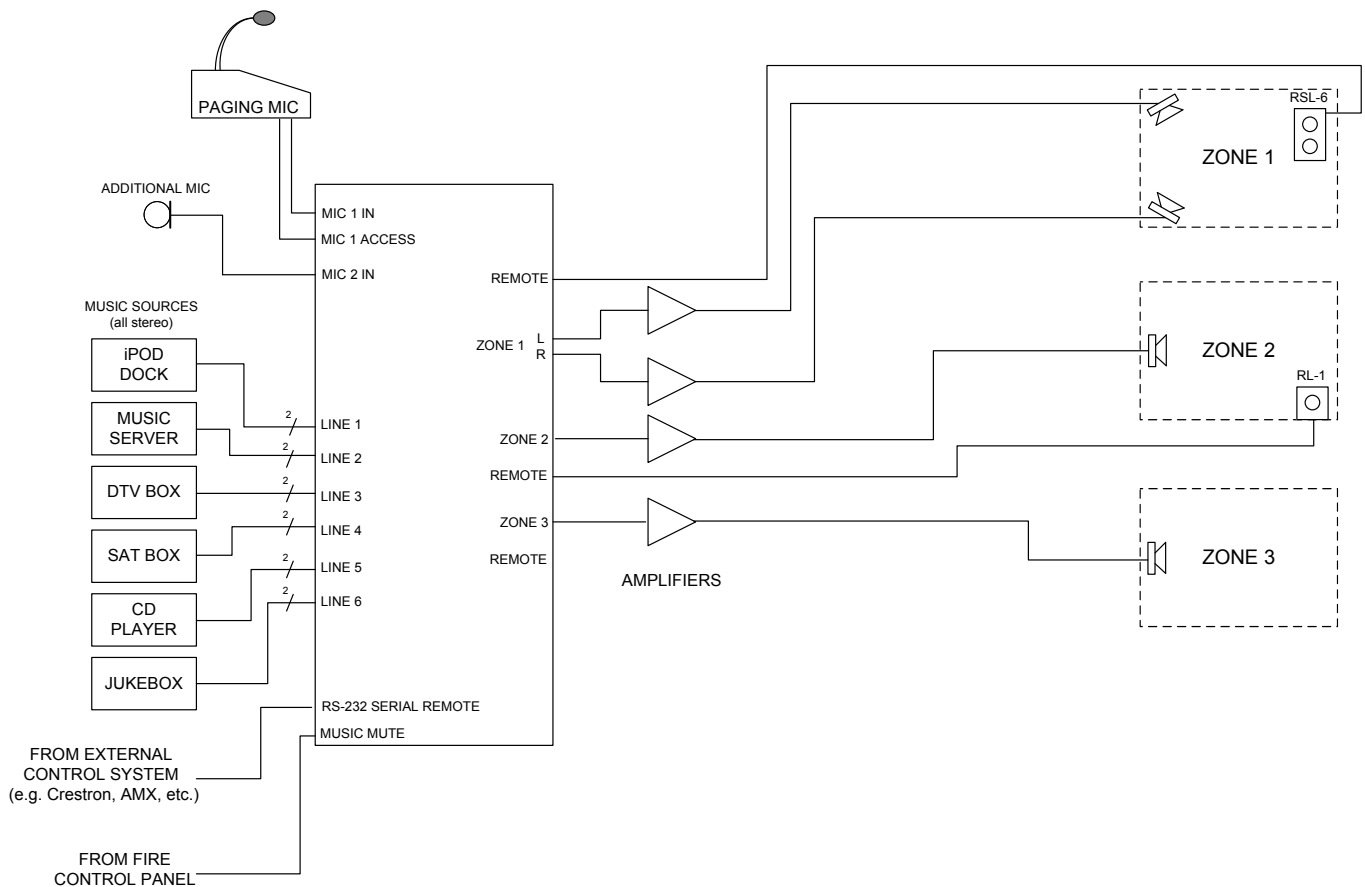 PAGING MIC
ADDITIONAL MIC
MUSIC SOURCES
(all stereo)
iPOD
DOCK
MUSIC
SERVER
DTV BOX
SAT BOX
CD
PLAYER
JUKEBOX
FROM EXTERNAL
CONTROL SYSTEM
(e.g. Crestron, AMX, etc.)
FROM FIRE
CONTROL PANEL
2
2
2
2
2
2
MIC 1 IN
MIC 1 ACCESS
MIC 2 IN
LINE 1
LINE 2
LINE 3
LINE 4
LINE 5
LINE 6
RS-232 SERIAL REMOTE
MUSIC MUTE
REMOTE
ZONE 1 L
R
ZONE 2
REMOTE
ZONE 3
REMOTE
AMPLIFIERS
RSL-6
ZONE 1
ZONE 2
RL-1
ZONE 3